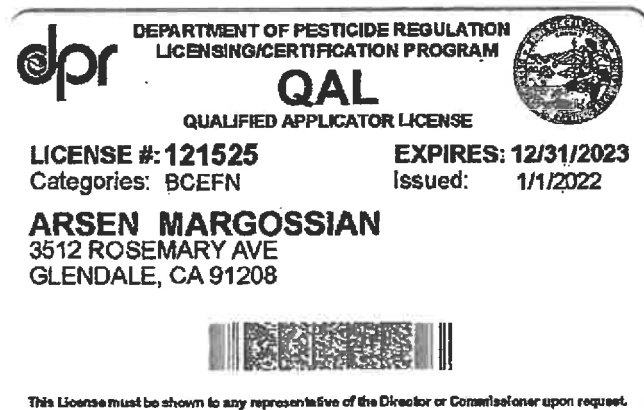 dpr
DEPARTMENT OF PESTICIDE REGULATION
LICENSING/CERTIFICATION PROGRAM
QAL
QUALIFIED APPLICATOR LICENSE
LICENSE #: 121525 EXPIRES: 12/31/2023
Categories: BCEFN Issued: 1/1/2022
ARSEN MARGOSSIAN
3512 ROSEMARY AVE
GLENDALE, CA 91208
This License must be shown to any representative of the Director or Commissioner upon request.